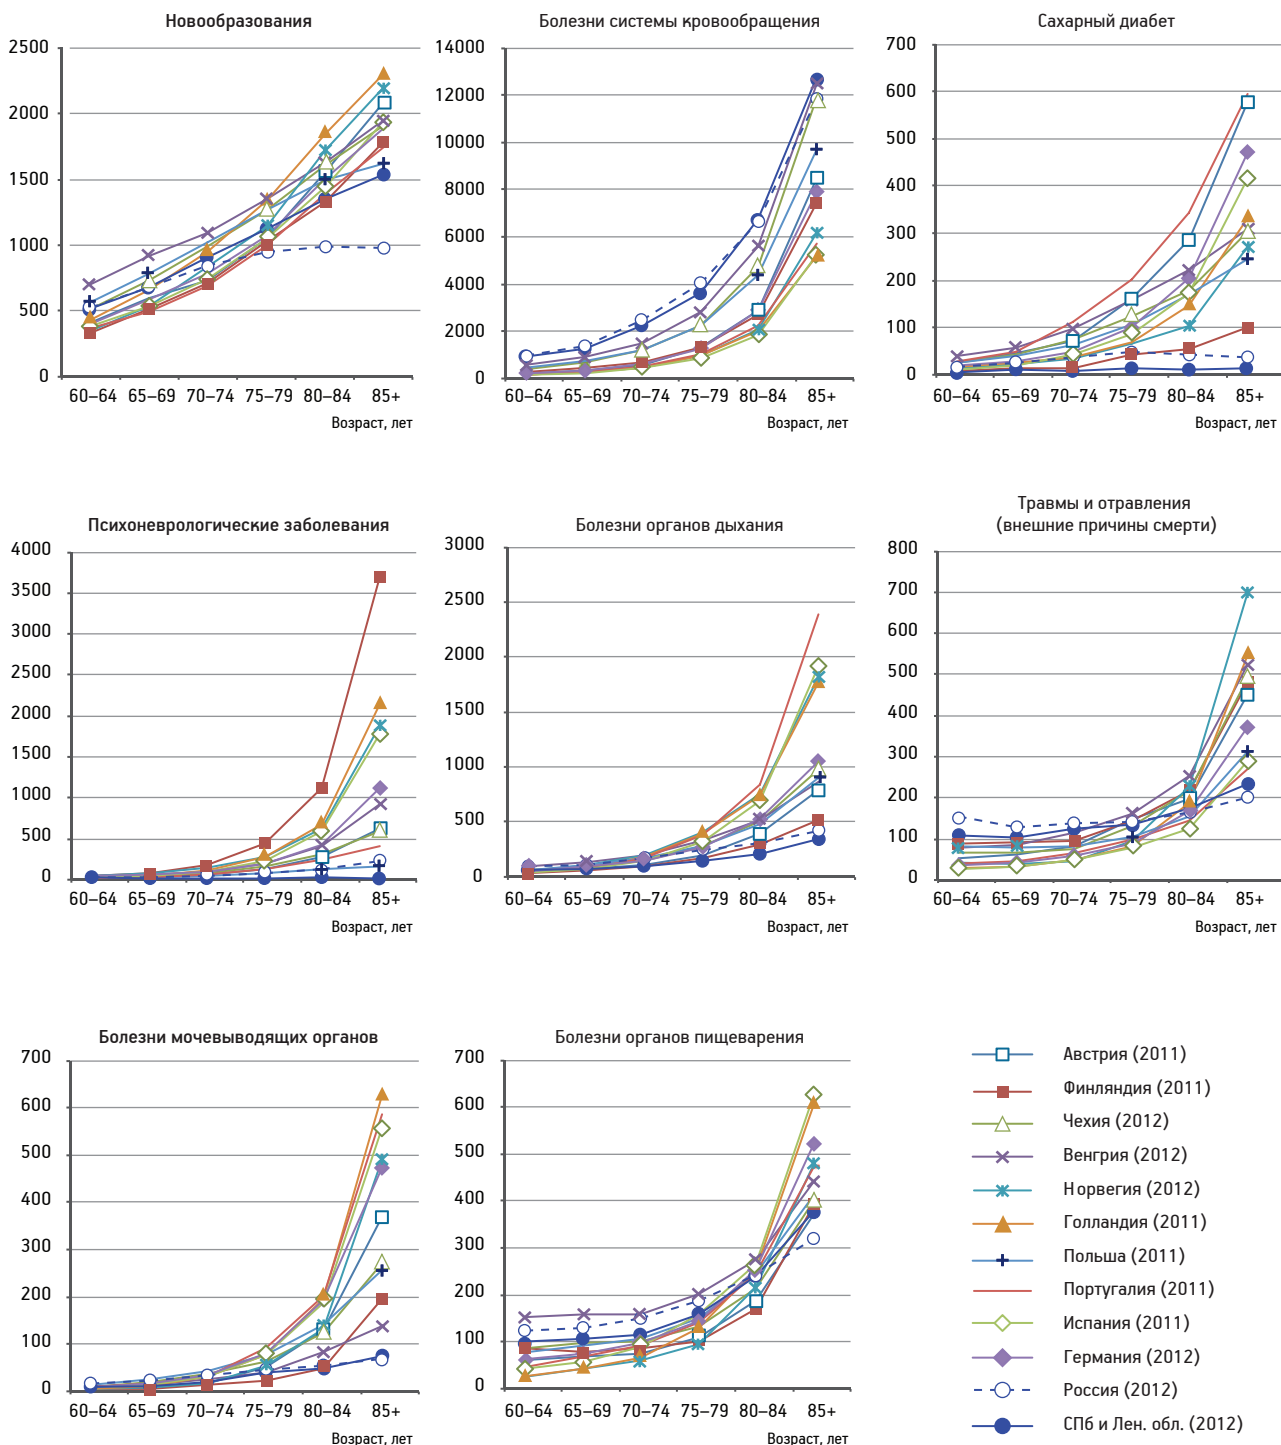 Новообразования
2500
2000
1500
1000
500
0
60–64 65–69 70–74 75–79 80–84 85+
Возраст, лет
Болезни системы кровообращения
14000
12000
10000
8000
6000
4000
2000
0
60–64 65–69 70–74 75–79 80–84 85+
Возраст, лет
Сахарный диабет
700
600
500
400
300
200
100
0
60–64 65–69 70–74 75–79 80–84 85+
Возраст, лет
Психоневрологические заболевания
4000
3500
3000
2000
1500
1000
500
0
60–64 65–69 70–74 75–79 80–84 85+
Возраст, лет
Болезни органов дыхания
3000
2500
2000
1500
1000
500
0
60–64 65–69 70–74 75–79 80–84 85+
Возраст, лет
Травмы и отравления
(внешние причины смерти)
800
700
600
500
400
300
200
100
0
60–64 65–69 70–74 75–79 80–84 85+
Возраст, лет
Болезни мочевыводящих органов
700
600
500
400
300
200
100
0
60–64 65–69 70–74 75–79 80–84 85+
Возраст, лет
Болезни органов пищеварения
700
600
500
400
300
200
100
0
60–64 65–69 70–74 75–79 80–84 85+
Возраст, лет
Австрия (2011)
Финляндия (2011)
Чехия (2012)
Венгрия (2012)
Норвегия (2012)
Голландия (2011)
Польша (2011)
Португалия (2011)
Испания (2011)
Германия (2012)
Россия (2012)
СПб и Лен. обл. (2012)